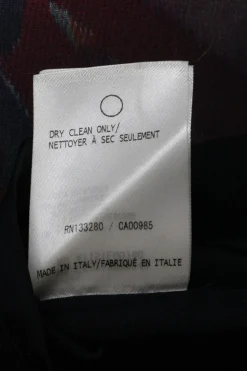 DRY CLEAN ONLY/
NETTOYER À SEC SEULEMENT
RN133280 / CA00985
MADE IN ITALY/FABRIQUÉ EN ITALIE